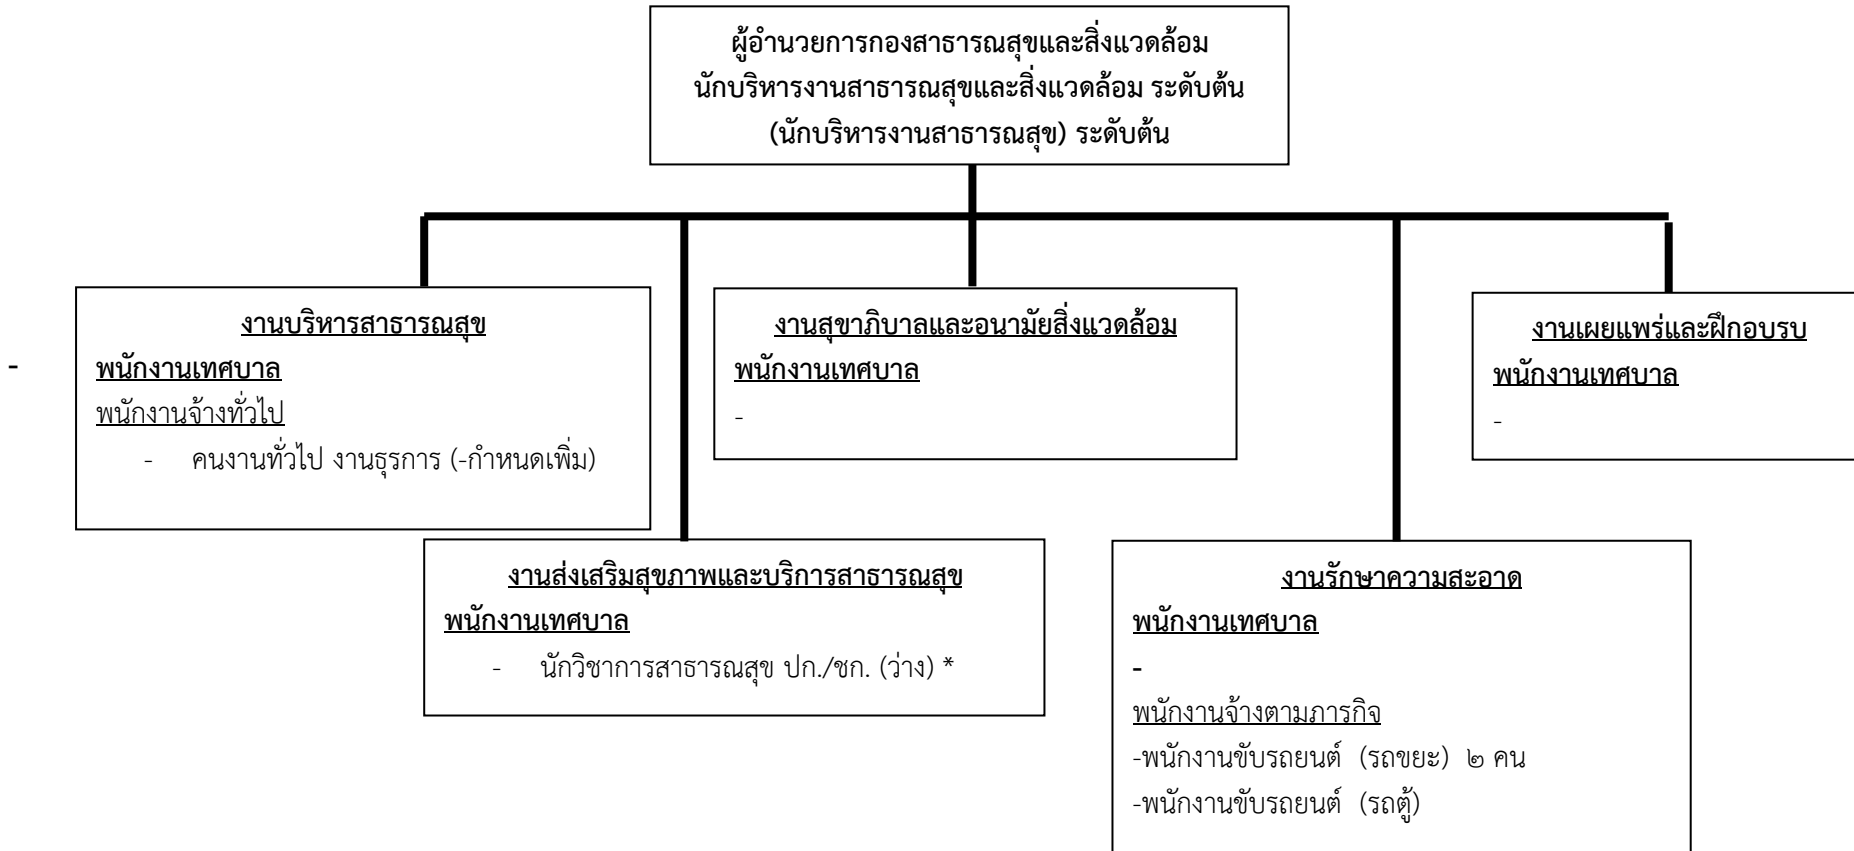 ผู้อำนวยการกองสาธารณสุขและสิ่งแวดล้อม
นักบริหารงานสาธารณสุขและสิ่งแวดล้อม ระดับต้น
(นักบริหารงานสาธารณสุข) ระดับต้น
-
งานบริหารสาธารณสุข
พนักงานเทศบาล
พนักงานจ้างทั่วไป
- คนงานทั่วไป งานธุรการ (-กำหนดเพิ่ม)
งานสุขาภิบาลและอนามัยสิ่งแวดล้อม
พนักงานเทศบาล
-
งานเผยแพร่และฝึกอบรบ
พนักงานเทศบาล
-
งานส่งเสริมสุขภาพและบริการสาธารณสุข
พนักงานเทศบาล
- นักวิชาการสาธารณสุข ปก./ชก. (ว่าง) *
งานรักษาความสะอาด
พนักงานเทศบาล
-
พนักงานจ้างตามภารกิจ
-พนักงานขับรถยนต์ (รถขยะ) ๒ คน
-พนักงานขับรถยนต์ (รถตู้)